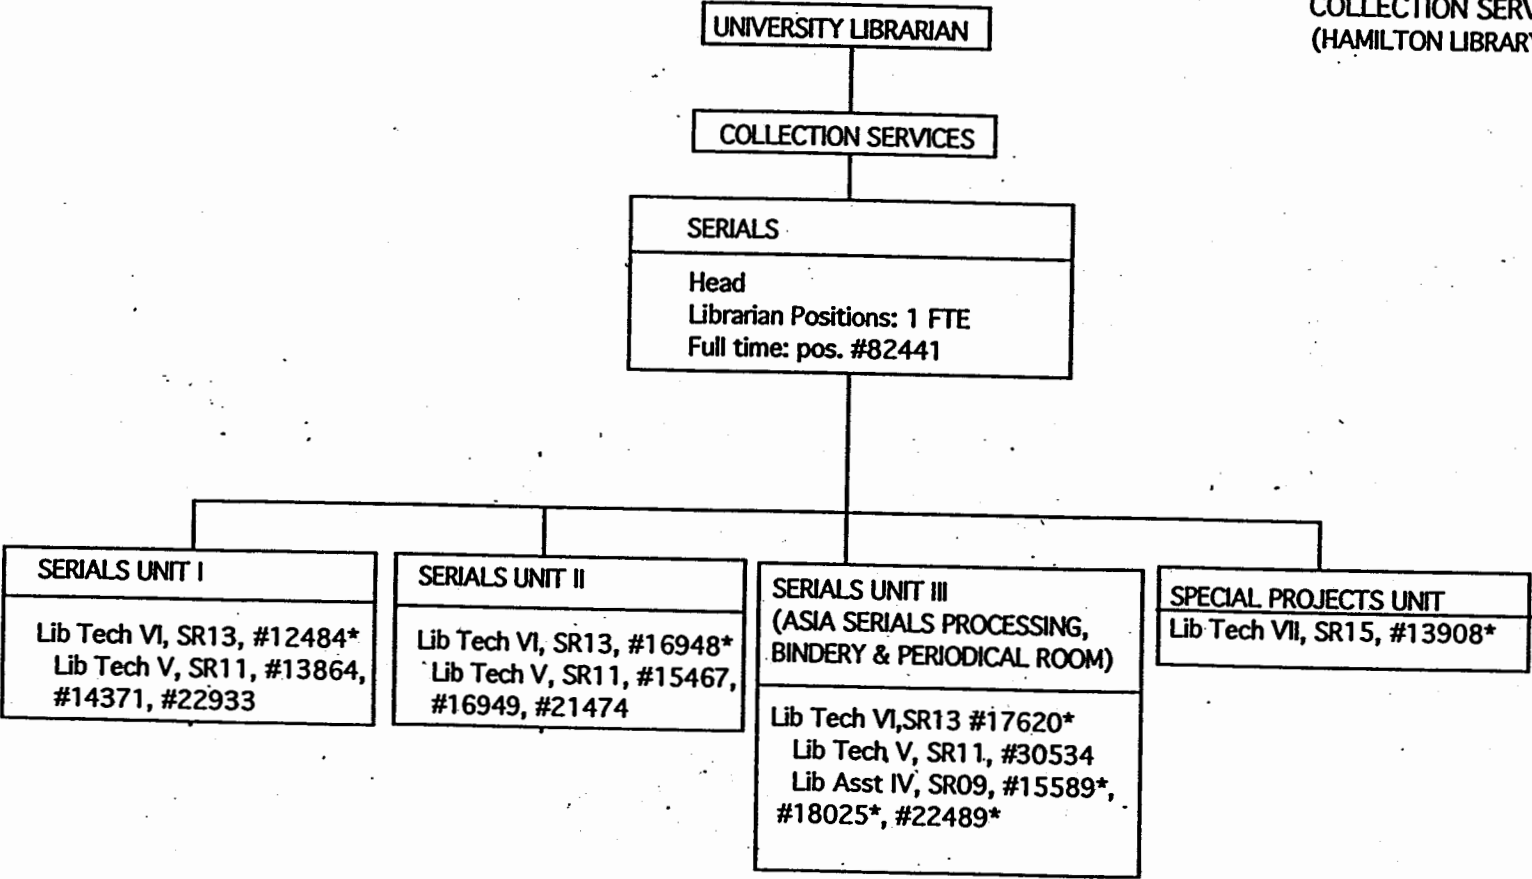 COLLECTION SERV
(HAMILTON LIBRARY
UNIVERSITY LIBRARIAN
COLLECTION SERVICES
SERIALS
Head
Librarian Positions: 1 FTE
Full time: pos. #82441
SERIALS UNIT I
Lib Tech VI, SR13, #12484*
Lib Tech V, SR11, #13864,
#14371, #22933
SERIALS UNIT II
Lib Tech VI, SR13, #16948*
Lib Tech V, SR11, #15467,
#16949, #21474
SERIALS UNIT III
(ASIA SERIALS PROCESSING,
BINDERY & PERIODICAL ROOM)
Lib Tech VI,SR13 #17620*
Lib Tech V, SR11, #30534
Lib Asst IV, SR09, #15589*,
#18025*, #22489*
SPECIAL PROJECTS UNIT
Lib Tech VII, SR15, #13908*